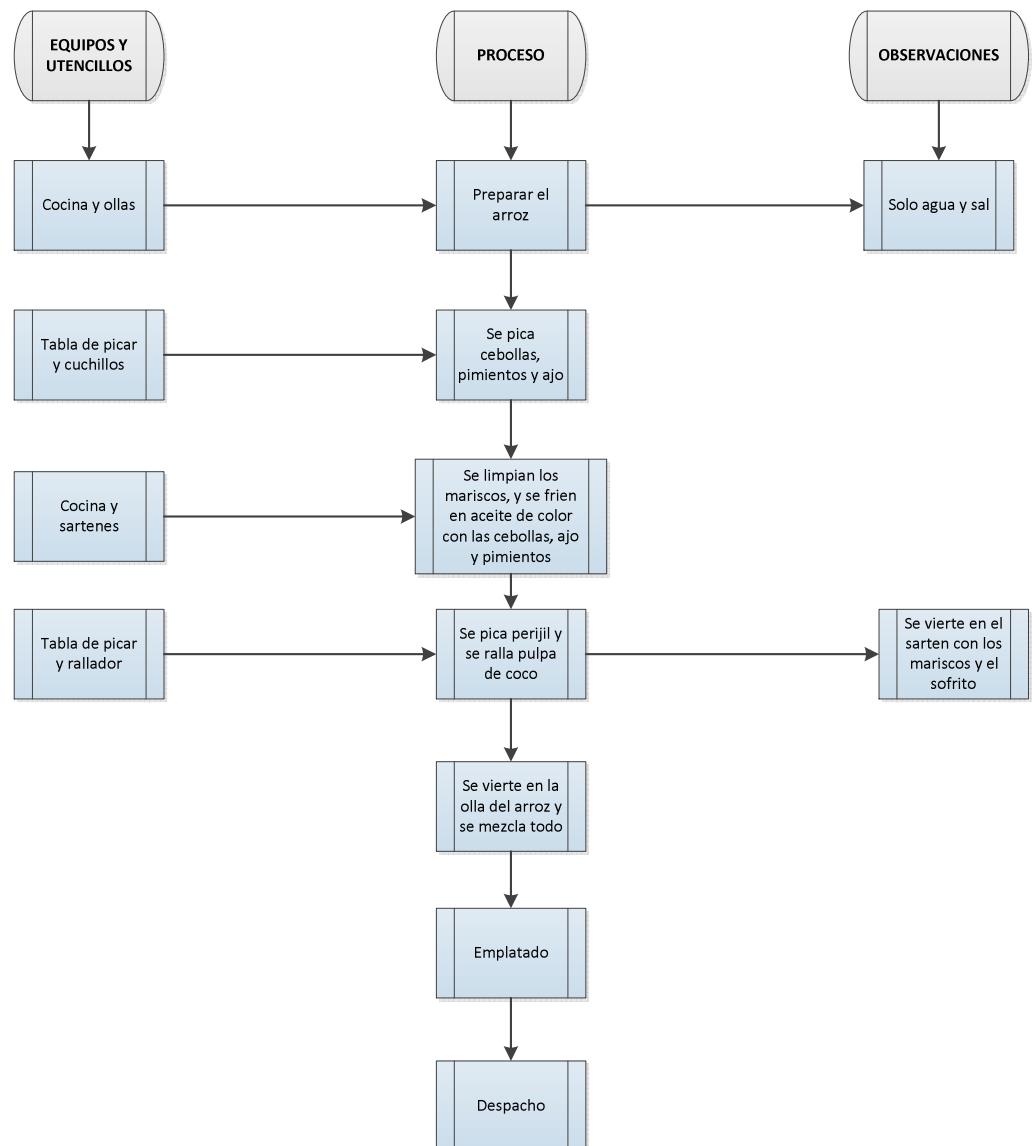 EQUIPOS Y
UTENCILLOS
PROCESO
OBSERVACIONES
Cocina y ollas
Preparar el
arroz
Solo agua y sal
Tabla de picar
y cuchillos
Se pica
cebollas,
pimientos y ajo
Cocina y
sartenes
Se limpian los
mariscos, y se frien
en aceite de color
con las cebollas, ajo
y pimientos
Tabla de picar
y rallador
Se pica perijil y
se ralla pulpa
de coco
Se vierte en el
sarten con los
mariscos y el
sofrito
Se vierte en la
olla del arroz y
se mezcla todo
Emplatado
Despacho